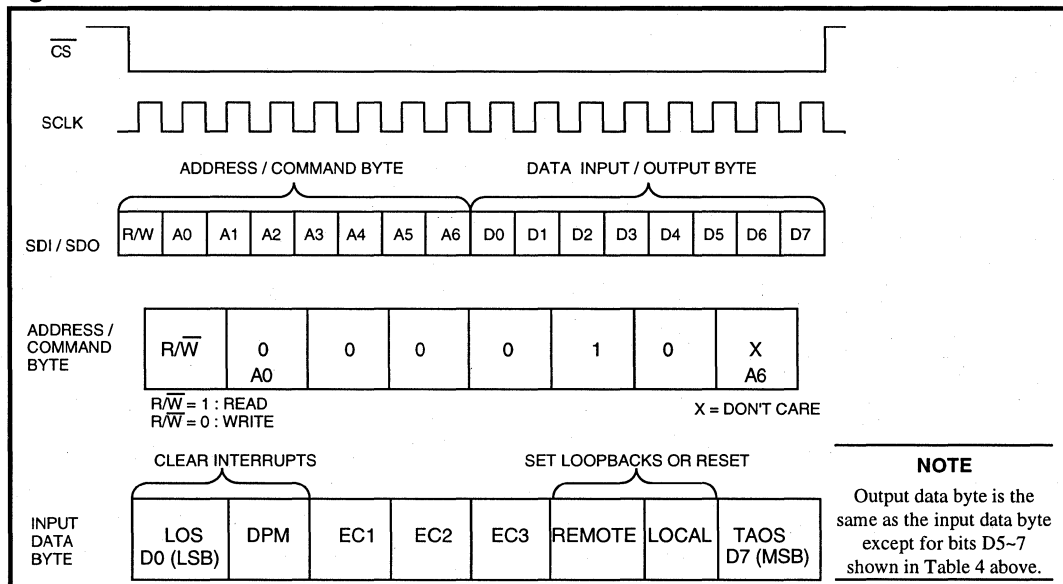 CS
SCLK
ADDRESS / COMMAND BYTE
DATA INPUT / OUTPUT BYTE
SDI / SDO
R/W A0 A1 A2 A3 A4 A5 A6 D0 D1 D2 D3 D4 D5 D6 D7
ADDRESS /
COMMAND
BYTE
R/W 0 0 0 0 1 0 X
A0 A6
R/W = 1 : READ
R/W = 0 : WRITE
X = DON'T CARE
CLEAR INTERRUPTS
SET LOOPBACKS OR RESET
INPUT
DATA
BYTE
LOS DPM EC1 EC2 EC3 REMOTE LOCAL TAOS
D0 (LSB) D7 (MSB)
NOTE
Output data byte is the
same as the input data byte
except for bits D5~7
shown in Table 4 above.